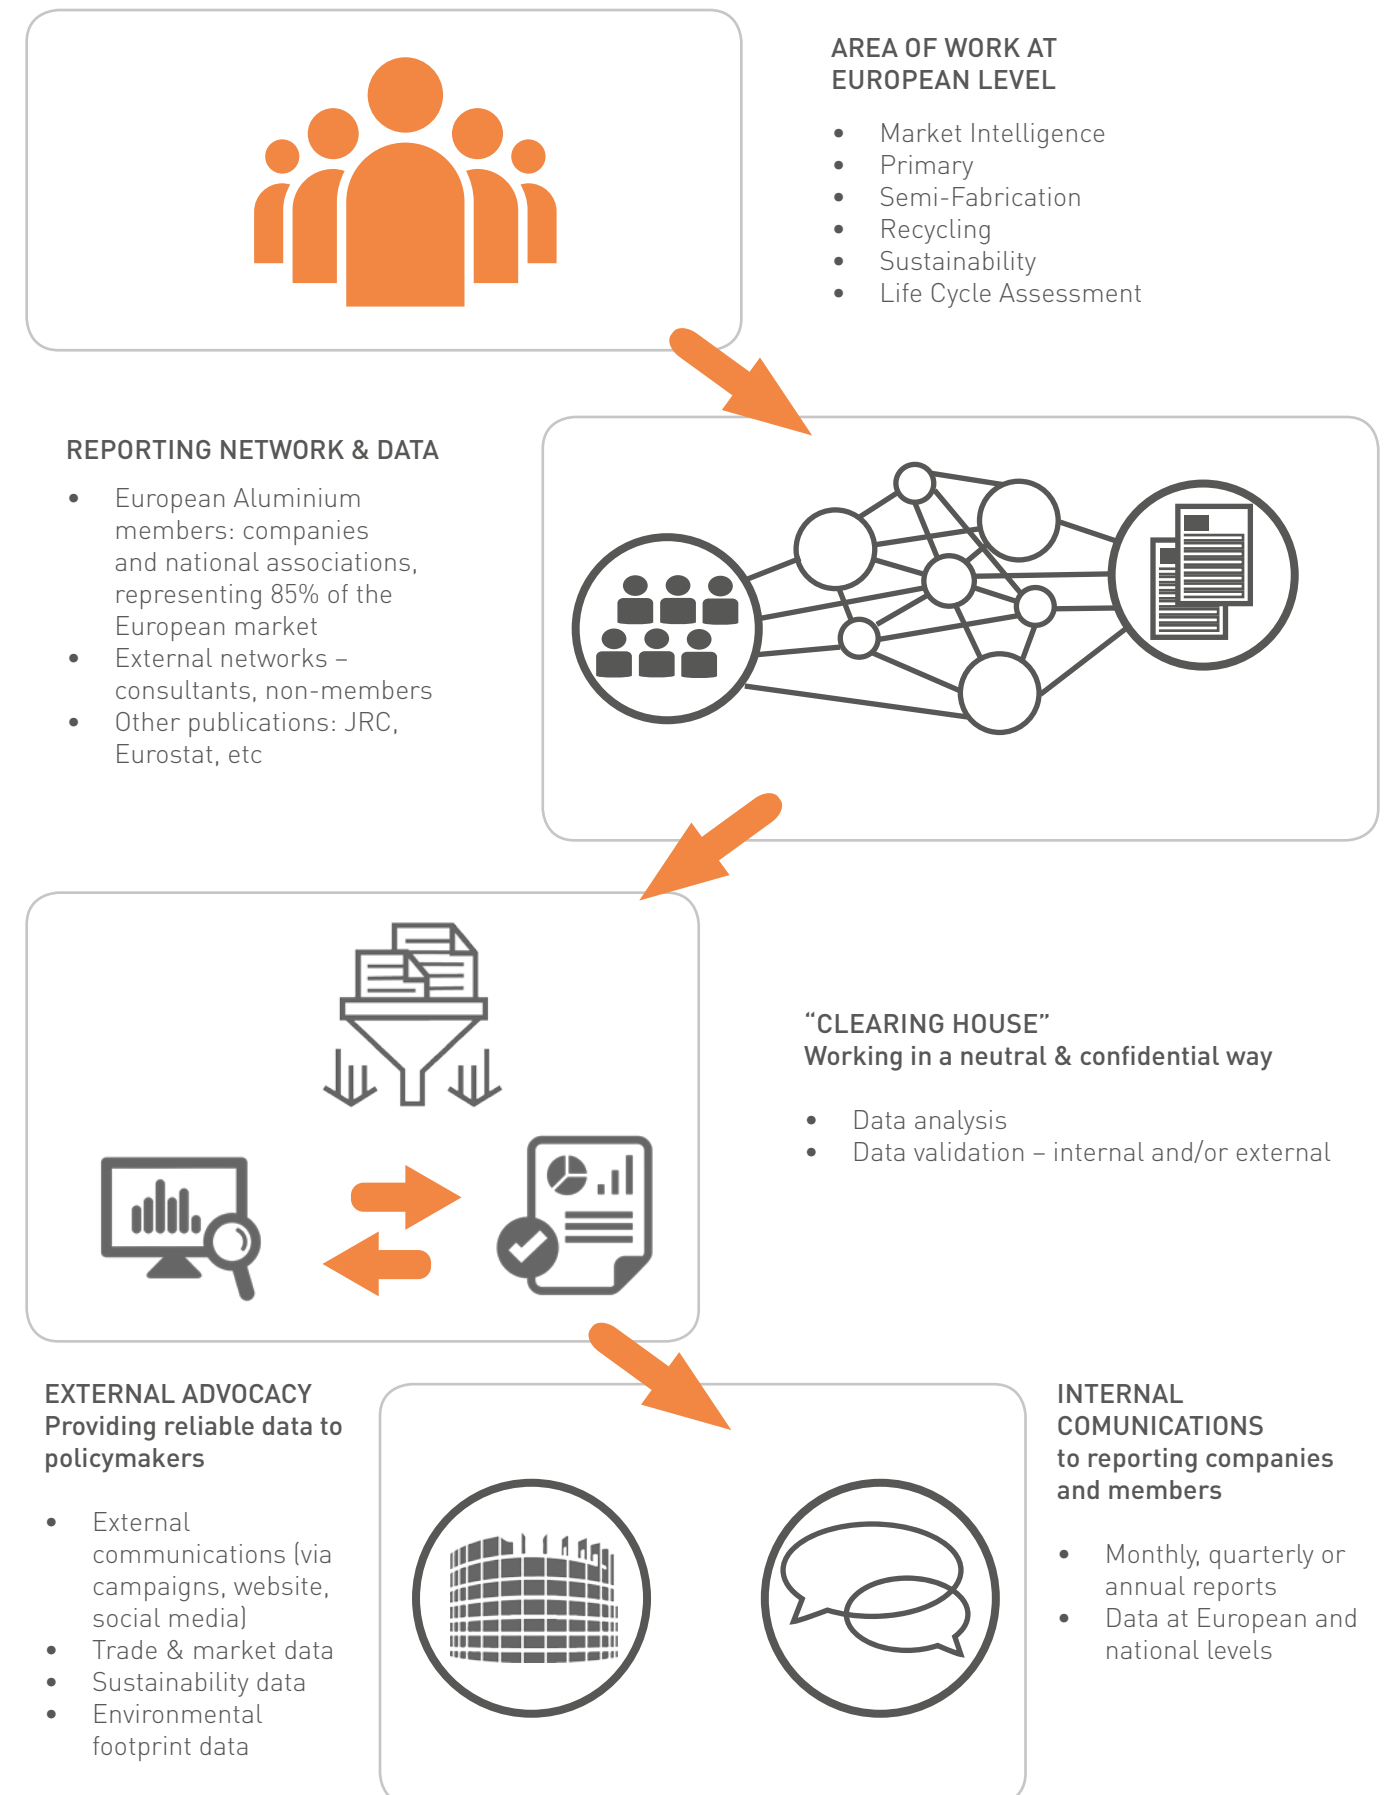 AREA OF WORK AT
EUROPEAN LEVEL
• Market Intelligence
• Primary
• Semi-Fabrication
• Recycling
• Sustainability
• Life Cycle Assessment
REPORTING NETWORK & DATA
• European Aluminium
members: companies
and national associations,
representing 85% of the
European market
• External networks –
consultants, non-members
• Other publications: JRC,
Eurostat, etc
“CLEARING HOUSE”
Working in a neutral & confidential way
• Data analysis
• Data validation – internal and/or external
EXTERNAL ADVOCACY
Providing reliable data to
policymakers
• External
communications (via
campaigns, website,
social media)
• Trade & market data
• Sustainability data
• Environmental
footprint data
INTERNAL
COMUNICATIONS
to reporting companies
and members
• Monthly, quarterly or
annual reports
• Data at European and
national levels